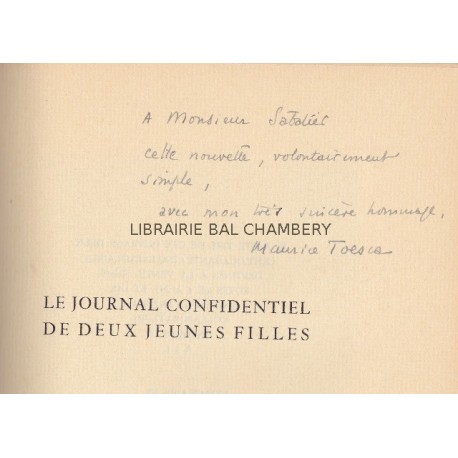 A Monsieur
cette nouvelle, volontairement
simple,
avec mon très sincère hommage,
LIBRAIRIE BAL CHAMBERY
Maurice Toesca
LE JOURNAL CONFIDENTIEL
DE DEUX JEUNES FILLES